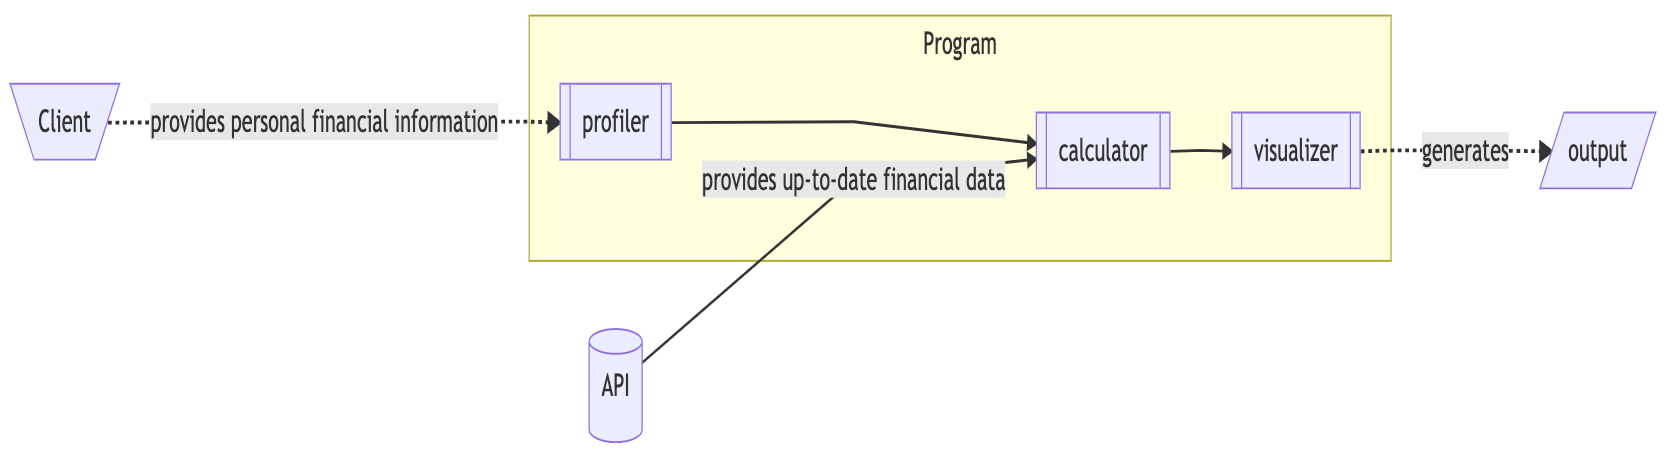 Program
Client
provides personal financial information
profiler
calculator
visualizer
generates
output
provides up-to-date financial data
API